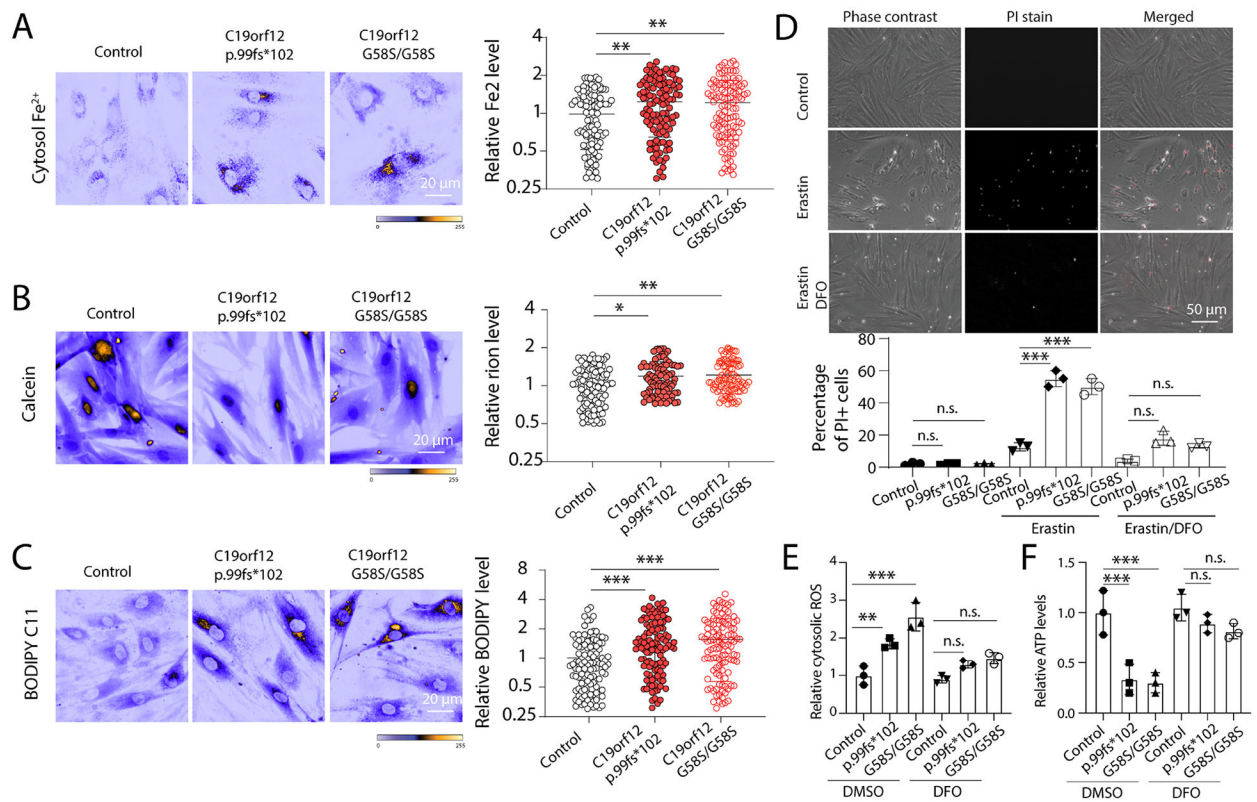 A
Control
C19orf12
p.99fs*102
C19orf12
G58S/G58S
Cytosol Fe²⁺
20 µm
0
255
Relative Fe2 level
4
2
1
0.5
0.25
**
**
Control
C19orf12
p.99fs*102
C19orf12
G58S/G58S
B
Control
C19orf12
p.99fs*102
C19orf12
G58S/G58S
Calcein
20 µm
0
255
Relative rion level
4
2
1
0.5
0.25
**
*
Control
C19orf12
p.99fs*102
C19orf12
G58S/G58S
C
Control
C19orf12
p.99fs*102
C19orf12
G58S/G58S
BODIPY C11
20 µm
0
255
Relative BODIPY level
8
4
2
1
0.5
0.25
***
***
Control
C19orf12
p.99fs*102
C19orf12
G58S/G58S
D
Phase contrast
PI stain
Merged
Control
Erastin
Erastin
DFO
50 µm
Percentage
of PI+ cells
80
60
40
20
0
n.s.
n.s.
***
***
n.s.
n.s.
Control
p.99fs*102
G58S/G58S
Control
p.99fs*102
G58S/G58S
Control
p.99fs*102
G58S/G58S
Erastin
Erastin/DFO
E
Relative cytosolic ROS
4
3
2
1
0
***
**
n.s.
n.s.
Control
p.99fs*102
G58S/G58S
Control
p.99fs*102
G58S/G58S
DMSO
DFO
F
Relative ATP levels
1.5
1.0
0.5
0.0
***
***
n.s.
n.s.
Control
p.99fs*102
G58S/G58S
Control
p.99fs*102
G58S/G58S
DMSO
DFO